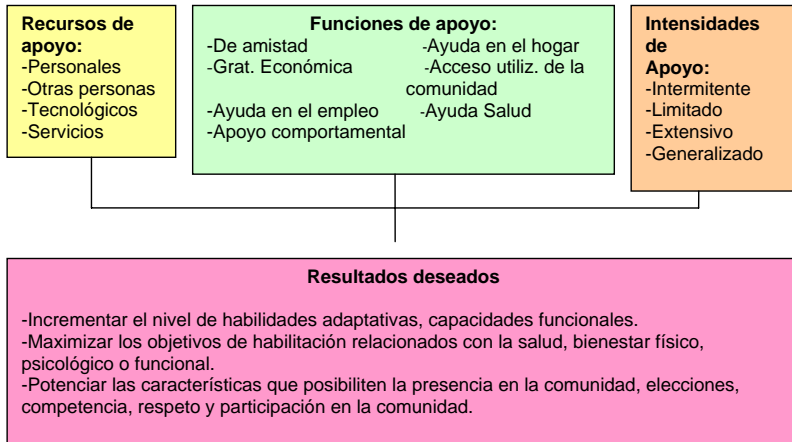 Recursos de
apoyo:
-Personales
-Otras personas
-Tecnológicos
-Servicios
Funciones de apoyo:
-De amistad -Ayuda en el hogar
-Grat. Económica -Acceso utiliz. de la
comunidad
-Ayuda en el empleo -Ayuda Salud
-Apoyo comportamental
Intensidades
de
Apoyo:
-Intermitente
-Limitado
-Extensivo
-Generalizado
Resultados deseados
-Incrementar el nivel de habilidades adaptativas, capacidades funcionales.
-Maximizar los objetivos de habilitación relacionados con la salud, bienestar físico,
psicológico o funcional.
-Potenciar las características que posibiliten la presencia en la comunidad, elecciones,
competencia, respeto y participación en la comunidad.